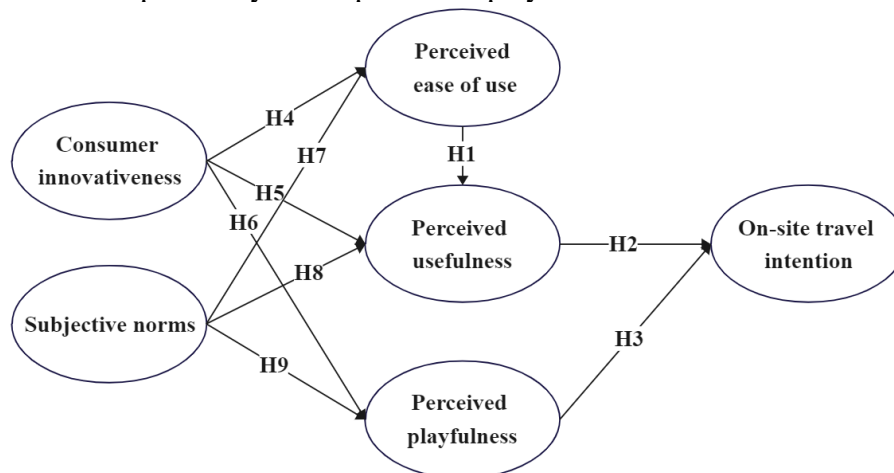 Perceived
ease of use
H4
Consumer
innovativeness
H7
H1
H5
H6
Perceived
usefulness
H2
On-site travel
intention
H8
Subjective norms
H9
H3
Perceived
playfulness